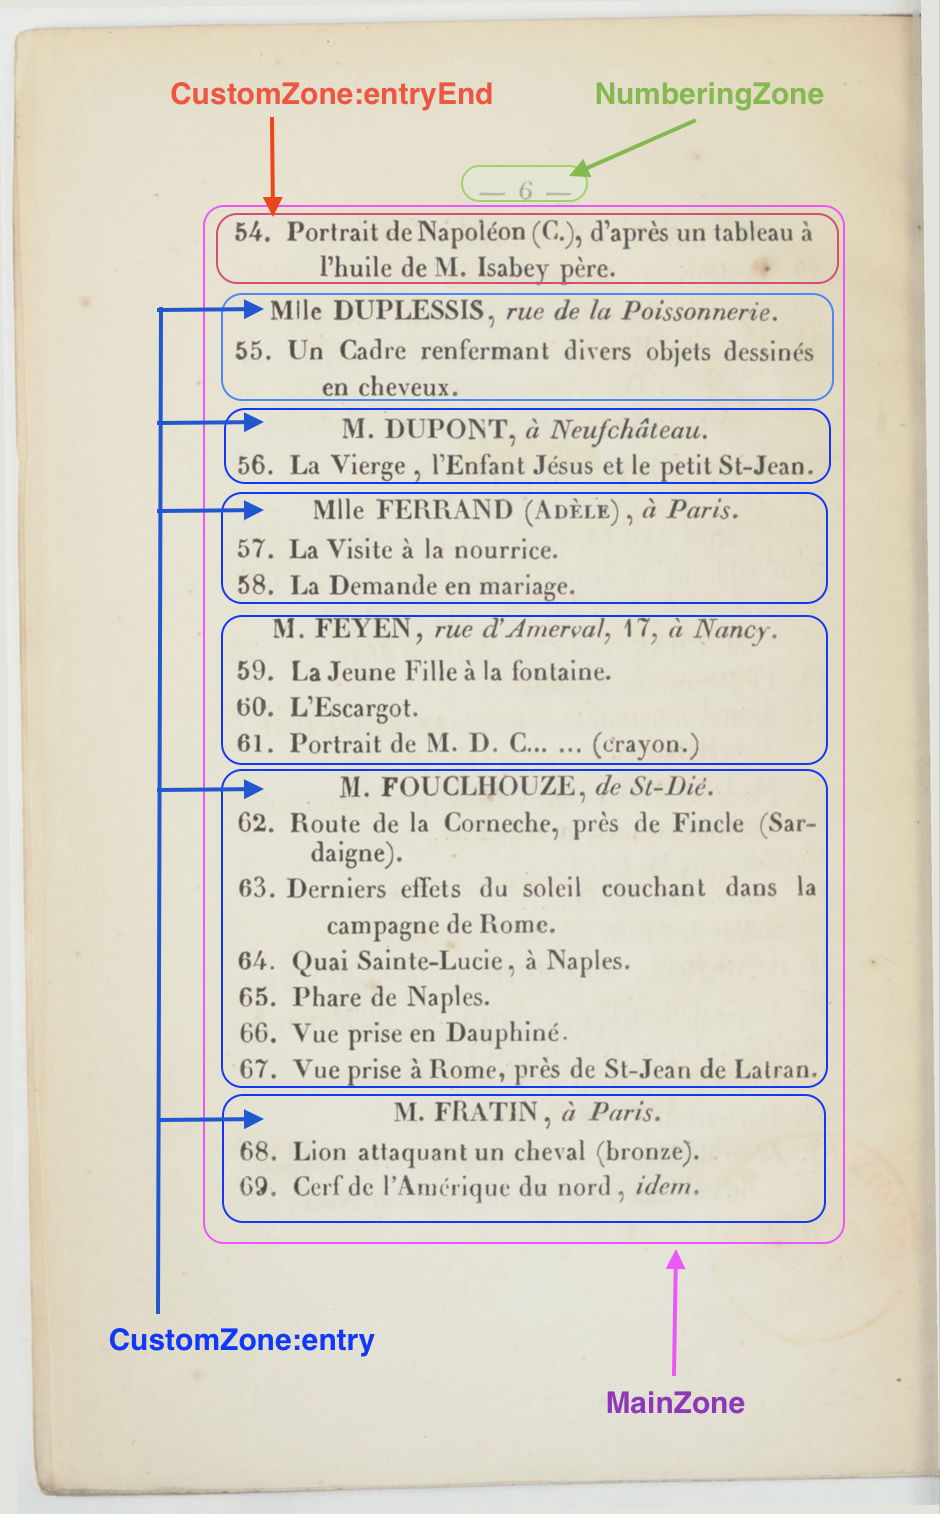 CustomZone:entryEnd
NumberingZone
— 6 —
54. Portrait de Napoléon (C.), d'après un tableau à
l'huile de M. Isabey père.
Mlle DUPLESSIS, rue de la Poissonnerie.
55. Un Cadre renfermant divers objets dessinés
en cheveux.
M. DUPONT, à Neufchâteau.
56. La Vierge, l'Enfant Jésus et le petit St-Jean.
Mlle FERRAND (ADÈLE), à Paris.
57. La Visite à la nourrice.
58. La Demande en mariage.
M. FEYEN, rue d'Amerval, 17, à Nancy.
59. La Jeune Fille à la fontaine.
60. L'Escargot.
61. Portrait de M. D. C... ... (crayon.)
M. FOUCLHOUZE, de St-Dié.
62. Route de la Corneche, près de Fincle (Sar-
daigne).
63. Derniers effets du soleil couchant dans la
campagne de Rome.
64. Quai Sainte-Lucie, à Naples.
65. Phare de Naples.
66. Vue prise en Dauphiné.
67. Vue prise à Rome, près de St-Jean de Latran.
M. FRATIN, à Paris.
68. Lion attaquant un cheval (bronze).
69. Cerf de l'Amérique du nord, idem.
CustomZone:entry
MainZone